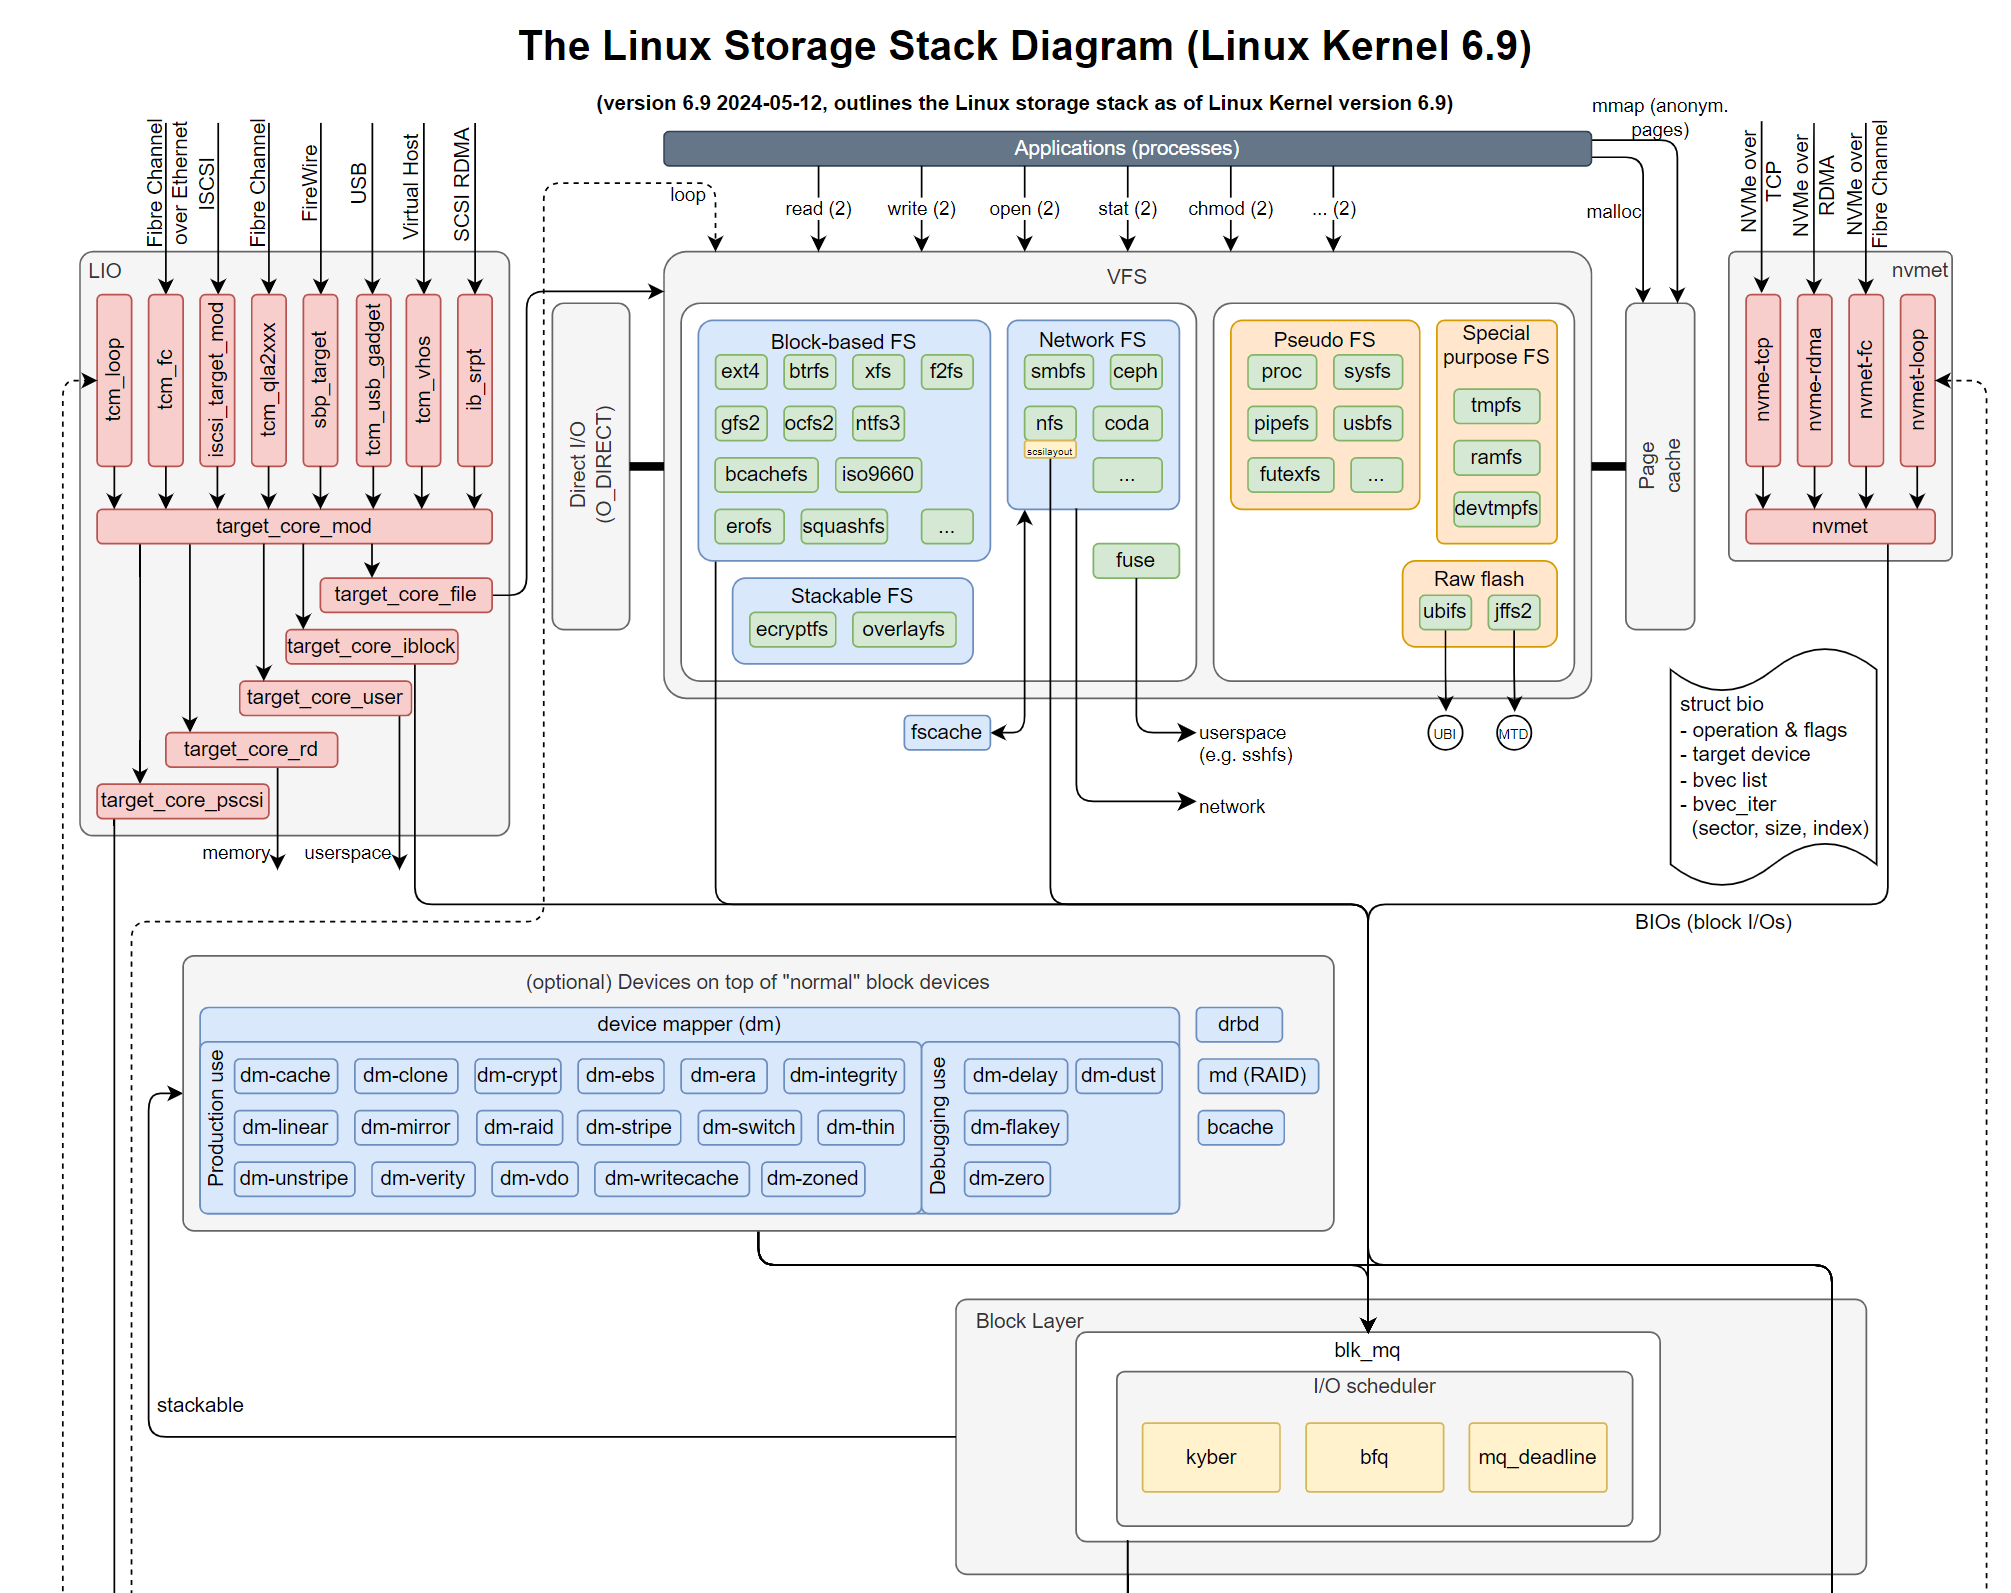 The Linux Storage Stack Diagram (Linux Kernel 6.9)
(version 6.9 2024-05-12, outlines the Linux storage stack as of Linux Kernel version 6.9)
mmap (anonym.
pages)
malloc
Applications (processes)
loop
read (2)
write (2)
open (2)
stat (2)
chmod (2)
... (2)
Fibre Channel
over Ethernet
ISCSI
Fibre Channel
FireWire
USB
Virtual Host
SCSI RDMA
LIO
tcm_loop
tcm_fc
iscsi_target_mod
tcm_qla2xxx
sbp_target
tcm_usb_gadget
tcm_vhos
ib_srpt
target_core_mod
target_core_file
target_core_iblock
target_core_user
target_core_rd
target_core_pscsi
memory
userspace
Direct I/O
(O_DIRECT)
VFS
Block-based FS
ext4
btrfs
xfs
f2fs
gfs2
ocfs2
ntfs3
bcachefs
iso9660
erofs
squashfs
...
Stackable FS
ecryptfs
overlayfs
Network FS
smbfs
ceph
nfs
scsilayout
coda
...
fuse
Pseudo FS
proc
sysfs
pipefs
usbfs
futexfs
...
Special
purpose FS
tmpfs
ramfs
devtmpfs
Raw flash
ubifs
jffs2
UBI
MTD
fscache
userspace
(e.g. sshfs)
network
Page
cache
NVMe over
TCP
NVMe over
RDMA
NVMe over
Fibre Channel
nvmet
nvme-tcp
nvme-rdma
nvmet-fc
nvmet-loop
nvmet
struct bio
- operation & flags
- target device
- bvec list
- bvec_iter
(sector, size, index)
BIOs (block I/Os)
(optional) Devices on top of "normal" block devices
device mapper (dm)
Production use
dm-cache
dm-clone
dm-crypt
dm-ebs
dm-era
dm-integrity
dm-linear
dm-mirror
dm-raid
dm-stripe
dm-switch
dm-thin
dm-unstripe
dm-verity
dm-vdo
dm-writecache
dm-zoned
Debugging use
dm-delay
dm-dust
dm-flakey
dm-zero
drbd
md (RAID)
bcache
stackable
Block Layer
blk_mq
I/O scheduler
kyber
bfq
mq_deadline